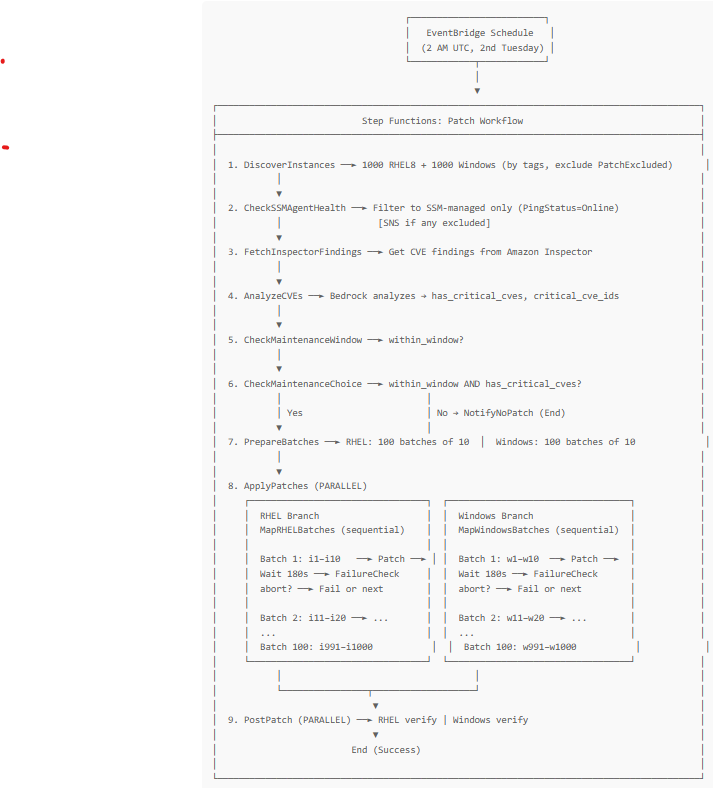 EventBridge Schedule
(2 AM UTC, 2nd Tuesday)
Step Functions: Patch Workflow
1. DiscoverInstances ──► 1000 RHEL8 + 1000 Windows (by tags, exclude PatchExcluded)
2. CheckSSMAgentHealth ──► Filter to SSM-managed only (PingStatus=Online)
[SNS if any excluded]
3. FetchInspectorFindings ──► Get CVE findings from Amazon Inspector
4. AnalyzeCVEs ──► Bedrock analyzes → has_critical_cves, critical_cve_ids
5. CheckMaintenanceWindow ──► within_window?
6. CheckMaintenanceChoice ──► within_window AND has_critical_cves?
Yes No → NotifyNoPatch (End)
7. PrepareBatches ──► RHEL: 100 batches of 10 │ Windows: 100 batches of 10
8. ApplyPatches (PARALLEL)
RHEL Branch Windows Branch
MapRHELBatches (sequential) MapWindowsBatches (sequential)
Batch 1: i1–i10 ──► Patch ──► Batch 1: w1–w10 ──► Patch ──►
Wait 180s ──► FailureCheck Wait 180s ──► FailureCheck
abort? ──► Fail or next abort? ──► Fail or next
Batch 2: i11–i20 ──► ... Batch 2: w11–w20 ──► ...
... ...
Batch 100: i991–i1000 Batch 100: w991–w1000
9. PostPatch (PARALLEL) ──► RHEL verify │ Windows verify
End (Success)